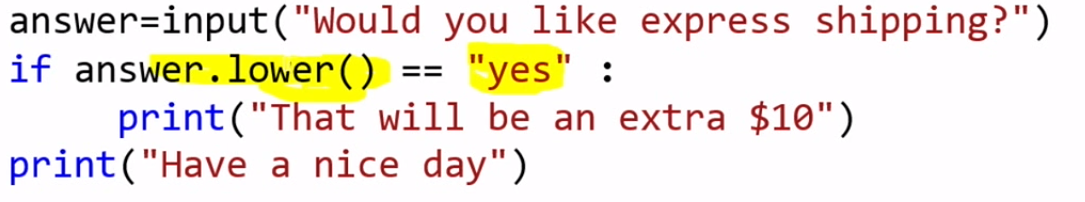 answer=input("Would you like express shipping?")
if answer.lower() == "yes" :
    print("That will be an extra $10")
print("Have a nice day")